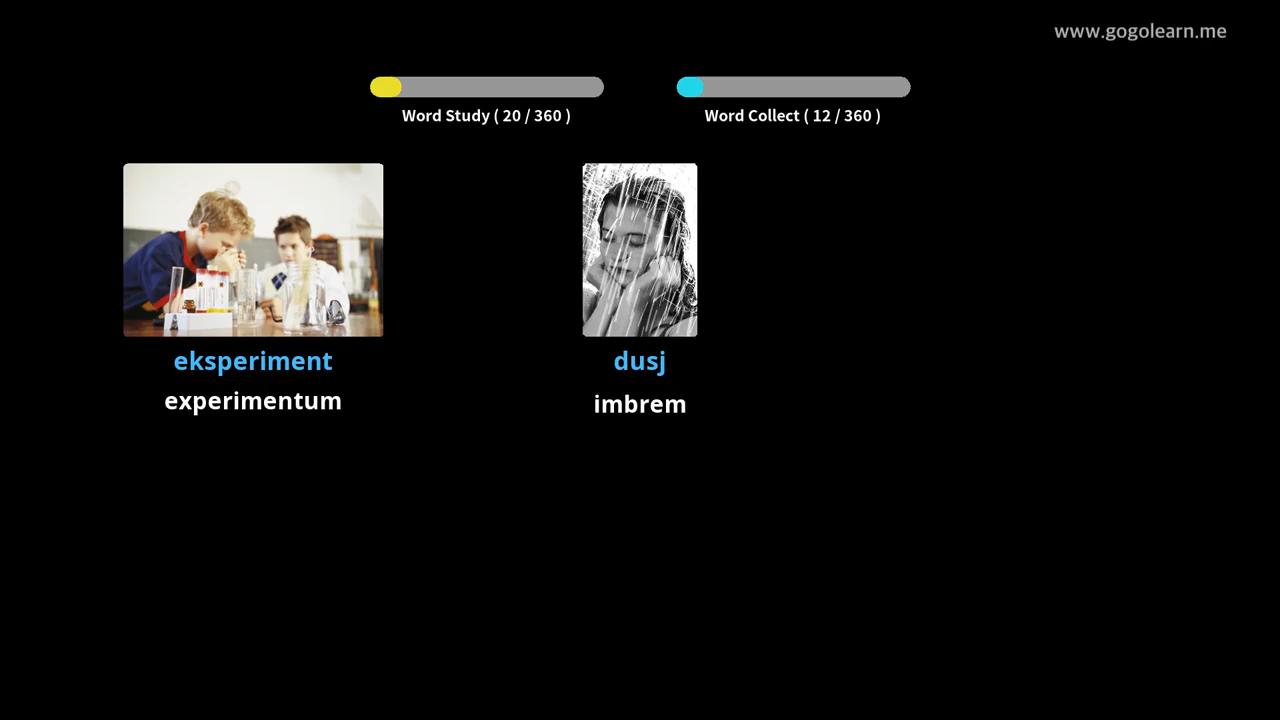 www.gogolearn.me
Word Study ( 20 / 360 )
Word Collect ( 12 / 360 )
eksperiment
experimentum
dusj
imbrem